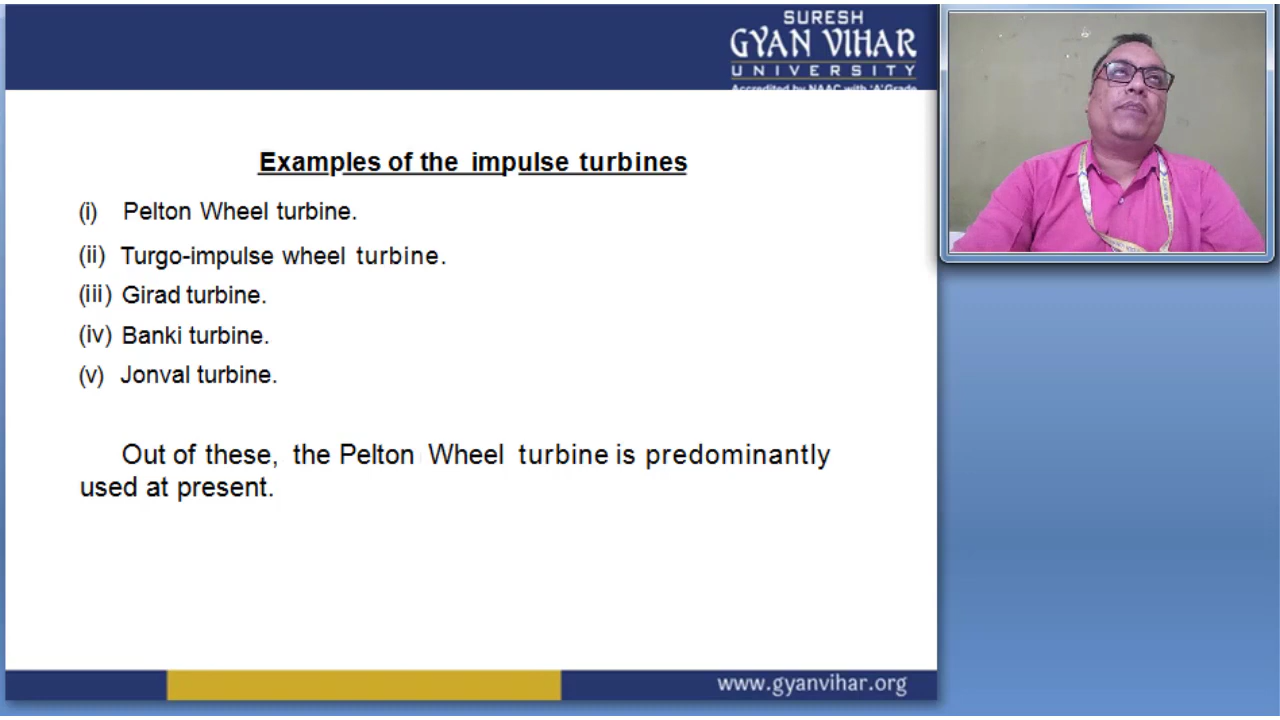 SURESH
GYAN VIHAR
UNIVERSITY
Accredited by NAAC with 'A' Grade
Examples of the impulse turbines
(i) Pelton Wheel turbine.
(ii) Turgo-impulse wheel turbine.
(iii) Girad turbine.
(iv) Banki turbine.
(v) Jonval turbine.
Out of these, the Pelton Wheel turbine is predominantly
used at present.
www.gyanvihar.org